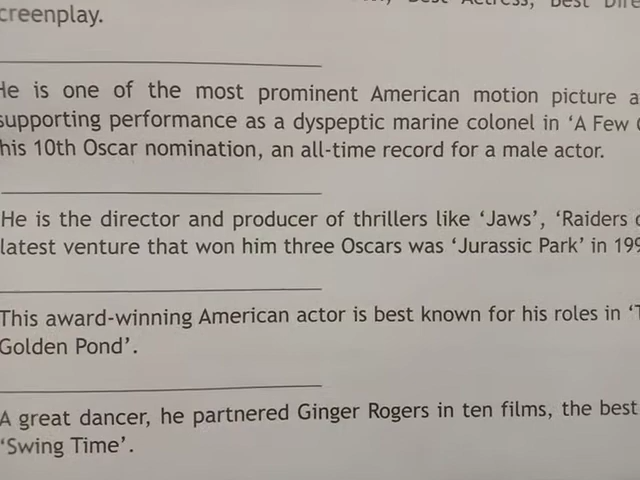 creenplay.
He is one of the most prominent American motion picture a
supporting performance as a dyspeptic marine colonel in ‘A Few
his 10th Oscar nomination, an all-time record for a male actor.
He is the director and producer of thrillers like ‘Jaws’, ‘Raiders
latest venture that won him three Oscars was ‘Jurassic Park’ in 199
This award-winning American actor is best known for his roles in ‘T
Golden Pond’.
A great dancer, he partnered Ginger Rogers in ten films, the best
‘Swing Time’.